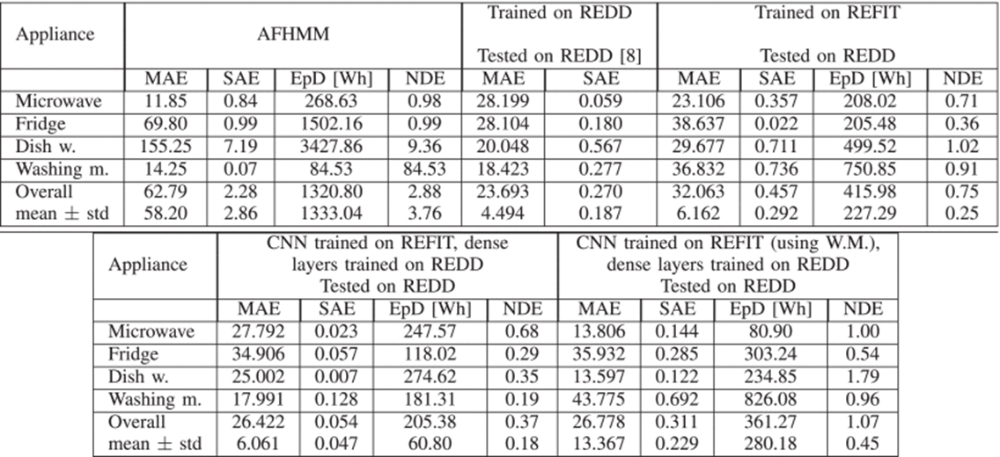 Appliance AFHMM Trained on REDD Trained on REFIT
Tested on REDD [8] Tested on REDD
MAE SAE EpD [Wh] NDE MAE SAE MAE SAE EpD [Wh] NDE
Microwave 11.85 0.84 268.63 0.98 28.199 0.059 23.106 0.357 208.02 0.71
Fridge 69.80 0.99 1502.16 0.99 28.104 0.180 38.637 0.022 205.48 0.36
Dish w. 155.25 7.19 3427.86 9.36 20.048 0.567 29.677 0.711 499.52 1.02
Washing m. 14.25 0.07 84.53 84.53 18.423 0.277 36.832 0.736 750.85 0.91
Overall 62.79 2.28 1320.80 2.88 23.693 0.270 32.063 0.457 415.98 0.75
mean ± std 58.20 2.86 1333.04 3.76 4.494 0.187 6.162 0.292 227.29 0.25
CNN trained on REFIT, dense CNN trained on REFIT (using W.M.),
Appliance layers trained on REDD dense layers trained on REDD
Tested on REDD Tested on REDD
MAE SAE EpD [Wh] NDE MAE SAE EpD [Wh] NDE
Microwave 27.792 0.023 247.57 0.68 13.806 0.144 80.90 1.00
Fridge 34.906 0.057 118.02 0.29 35.932 0.285 303.24 0.54
Dish w. 25.002 0.007 274.62 0.35 13.597 0.122 234.85 1.79
Washing m. 17.991 0.128 181.31 0.19 43.775 0.692 826.08 0.96
Overall 26.422 0.054 205.38 0.37 26.778 0.311 361.27 1.07
mean ± std 6.061 0.047 60.80 0.18 13.367 0.229 280.18 0.45